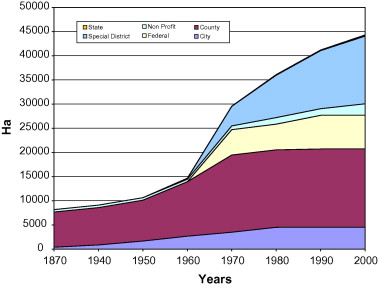 50000
45000
State
Non Profit
County
Special District
Federal
City
40000
35000
30000
25000
20000
15000
10000
5000
0
Ha
1870 1940 1950 1960 1970 1980 1990 2000
Years